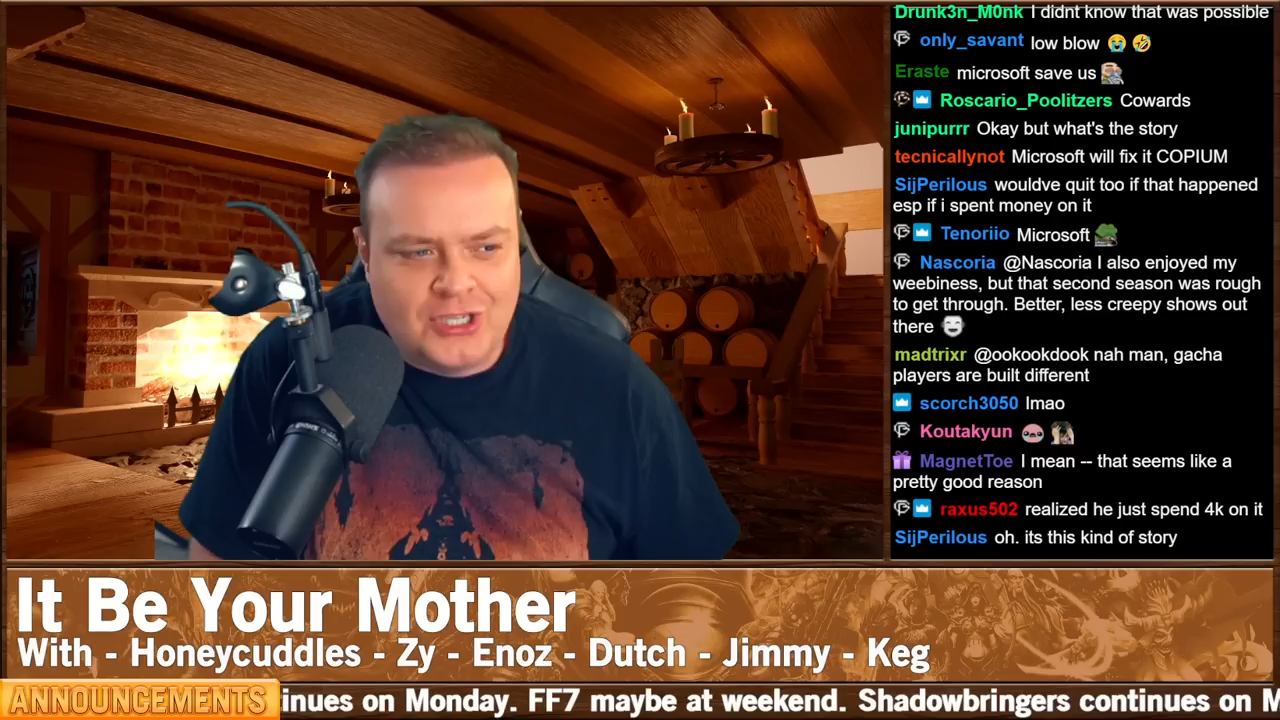 Drunk3n_M0nk I didnt know that was possible
only_savant low blow
Eraste microsoft save us
Roscario_Poolitzers Cowards
junipurrr Okay but what's the story
tecnicallynot Microsoft will fix it COPIUM
SijPerilous wouldve quit too if that happened
esp if i spent money on it
Tenoriio Microsoft
Nascoria @Nascoria I also enjoyed my
weebiness, but that second season was rough
to get through. Better, less creepy shows out
there
madtrixr @ookookdook nah man, gacha
players are built different
scorch3050 lmao
Koutakyun
MagnetToe I mean -- that seems like a
pretty good reason
raxus502 realized he just spend 4k on it
SijPerilous oh. its this kind of story
It Be Your Mother
With - Honeycuddles - Zy - Enoz - Dutch - Jimmy - Keg
ANNOUNCEMENTS
tinues on Monday. FF7 maybe at weekend. Shadowbringers continues on M